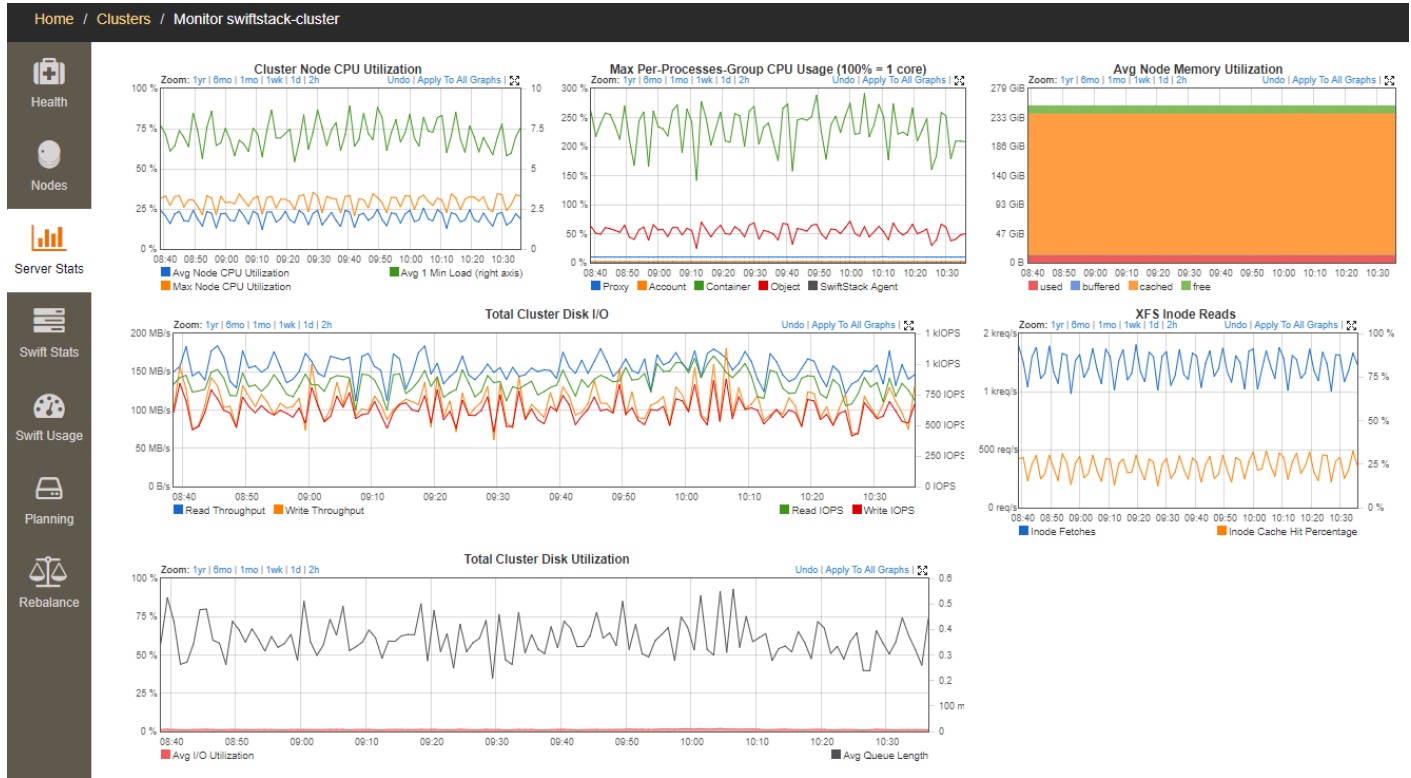 Home / Clusters / Monitor swiftstack-cluster
Health
Nodes
Server Stats
Swift Stats
Swift Usage
Planning
Rebalance
Cluster Node CPU Utilization
Zoom: 1yr | 6mo | 1mo | 1wk | 1d | 2h Undo | Apply To All Graphs |
100 % 10
75 % 7.5
50 % 5
25 % 2.5
0 % 0
08:40 08:50 09:00 09:10 09:20 09:30 09:40 09:50 10:00 10:10 10:20 10:30
Avg Node CPU Utilization Avg 1 Min Load (right axis)
Max Node CPU Utilization
Max Per-Processes-Group CPU Usage (100% = 1 core)
Zoom: 1yr | 6mo | 1mo | 1wk | 1d | 2h Undo | Apply To All Graphs |
300 %
250 %
200 %
150 %
100 %
50 %
0 %
08:40 08:50 09:00 09:10 09:20 09:30 09:40 09:50 10:00 10:10 10:20 10:30
Proxy Account Container Object SwiftStack Agent
Avg Node Memory Utilization
Zoom: 1yr | 6mo | 1mo | 1wk | 1d | 2h Undo | Apply To All Graphs |
279 GiB
233 GiB
186 GiB
140 GiB
93 GiB
47 GiB
0 B
08:40 08:50 09:00 09:10 09:20 09:30 09:40 09:50 10:00 10:10 10:20 10:30
used buffered cached free
Total Cluster Disk I/O
Zoom: 1yr | 6mo | 1mo | 1wk | 1d | 2h Undo | Apply To All Graphs |
200 MB/s 1 kIOPS
150 MB/s 1 kIOPS
100 MB/s 750 IOPS
50 MB/s 500 IOPS
0 B/s 250 IOPS
0 IOPS
08:40 08:50 09:00 09:10 09:20 09:30 09:40 09:50 10:00 10:10 10:20 10:30
Read Throughput Write Throughput Read IOPS Write IOPS
XFS Inode Reads
Zoom: 1yr | 6mo | 1mo | 1wk | 1d | 2h Undo | Apply To All Graphs |
2 kreq/s 100 %
1 kreq/s 75 %
500 req/s 50 %
0 req/s 25 %
0 %
08:40 08:50 09:00 09:10 09:20 09:30 09:40 09:50 10:00 10:10 10:20 10:30
Inode Fetches Inode Cache Hit Percentage
Total Cluster Disk Utilization
Zoom: 1yr | 6mo | 1mo | 1wk | 1d | 2h Undo | Apply To All Graphs |
100 % 0.6
75 % 0.5
50 % 0.4
25 % 0.3
0 % 0.2
100 m
0
08:40 08:50 09:00 09:10 09:20 09:30 09:40 09:50 10:00 10:10 10:20 10:30
Avg I/O Utilization Avg Queue Length